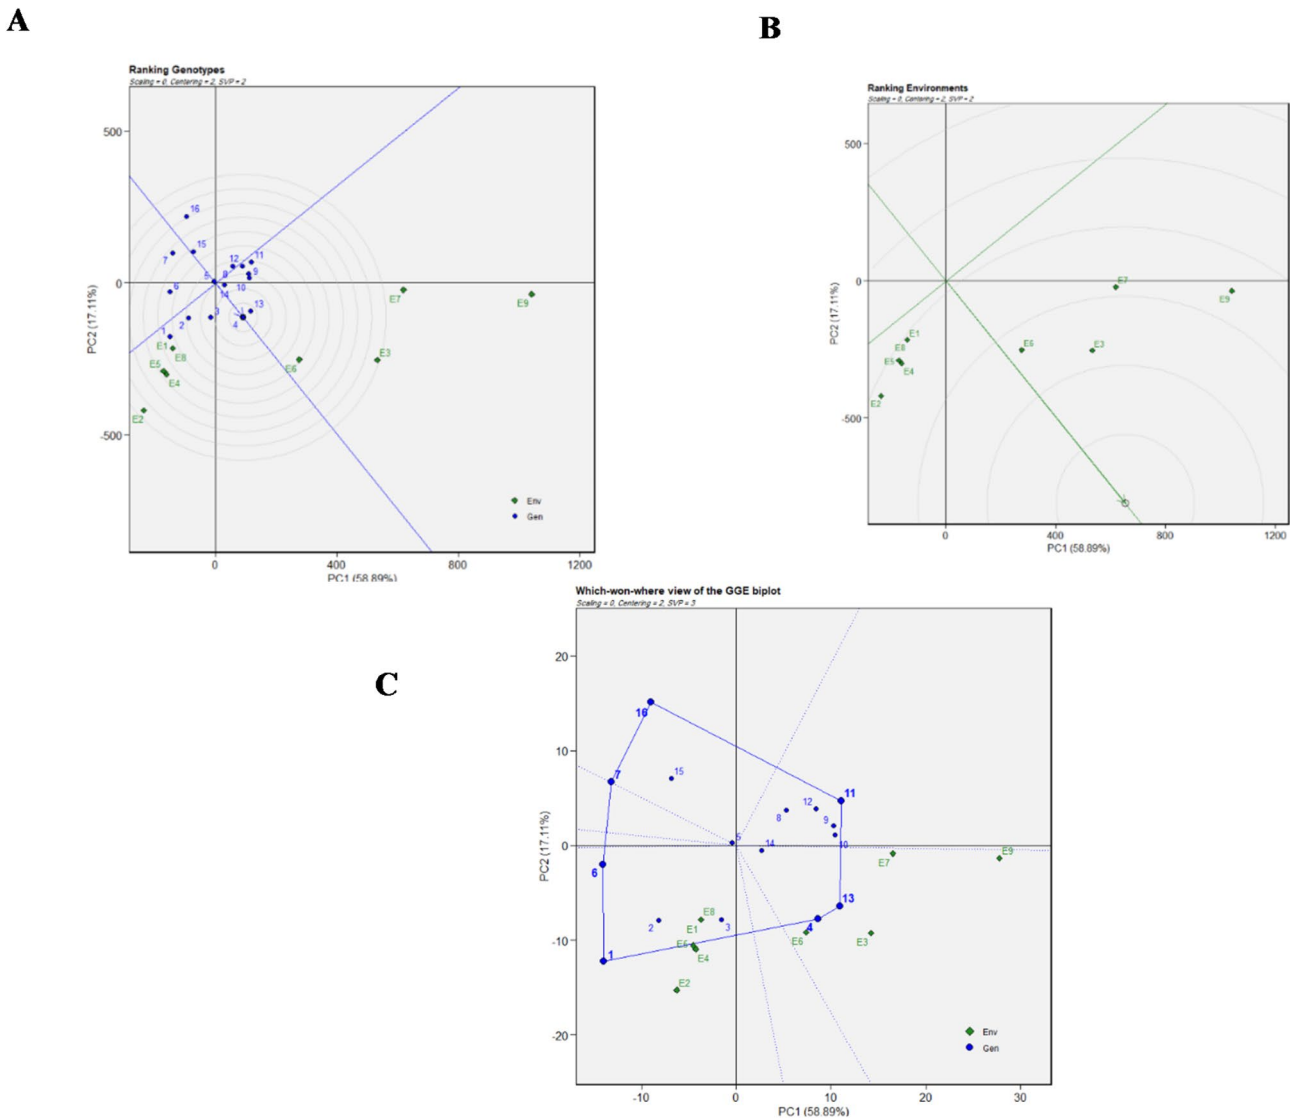 A
B
Ranking Genotypes
Scaling = 0, Centering = 2, SVP = 2
500
0
-500
PC2 (17.11%)
16
15
7
12
11
5
8
9
6
10
14
13
1
2
3
4
E1
E8
E5
E4
E2
E6
E3
E7
E9
Env
Gen
0
400
800
1200
PC1 (58.89%)
Ranking Environments
Scaling = 0, Centering = 2, SVP = 2
500
0
-500
PC2 (17.11%)
E7
E9
E1
E8
E6
E3
E5
E4
E2
0
400
800
1200
PC1 (58.89%)
C
Which-won-where view of the GGE biplot
Scaling = 0, Centering = 2, SVP = 3
20
10
0
-10
-20
PC2 (17.11%)
16
7
15
11
12
8
9
5
14
10
E7
E9
6
13
E8
2
E1
3
4
E6
E3
E5
E4
1
E2
Env
Gen
-10
0
10
20
30
PC1 (58.89%)